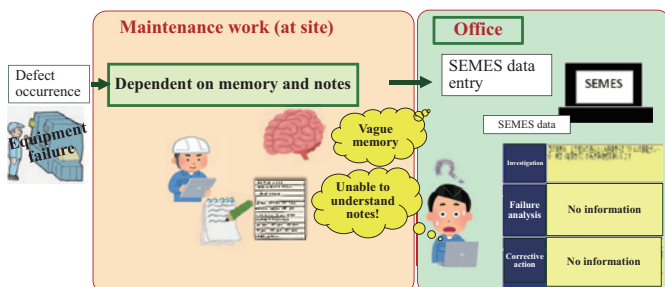 Maintenance work (at site)
Office
Defect
occurrence
Dependent on memory and notes
SEMES data
entry
SEMES
Equipment
failure
Vague
memory
SEMES data
Unable to
understand
notes!
Investigation
Failure
analysis
No information
Corrective
action
No information